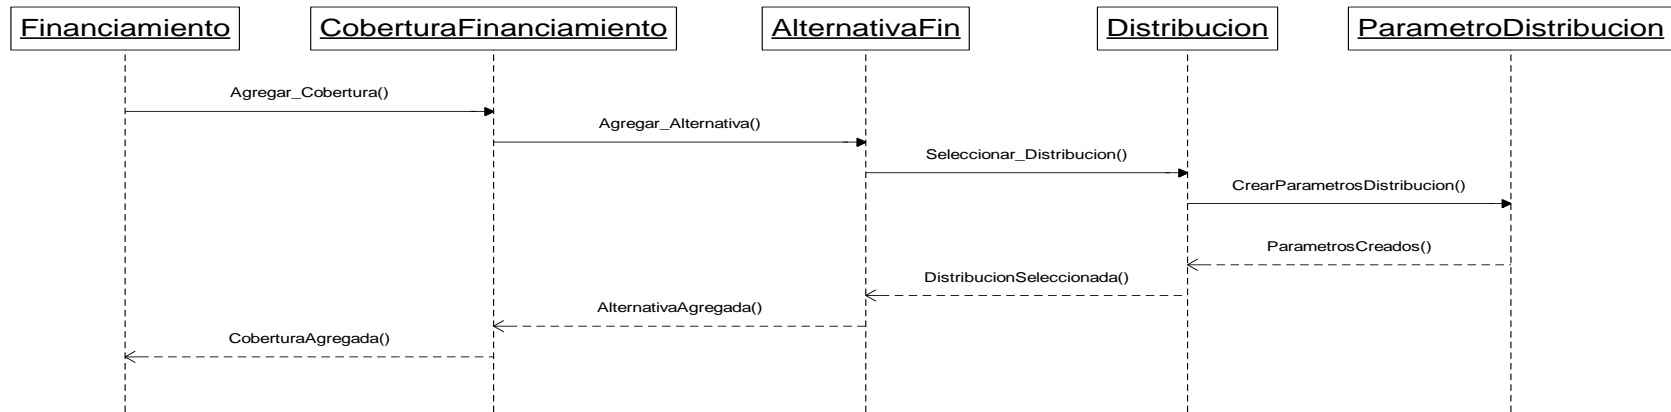 Financiamiento
CoberturaFinanciamiento
AlternativaFin
Distribucion
ParametroDistribucion
Agregar_Cobertura()
Agregar_Alternativa()
Seleccionar_Distribucion()
CrearParametrosDistribucion()
ParametrosCreados()
DistribucionSeleccionada()
AlternativaAgregada()
CoberturaAgregada()